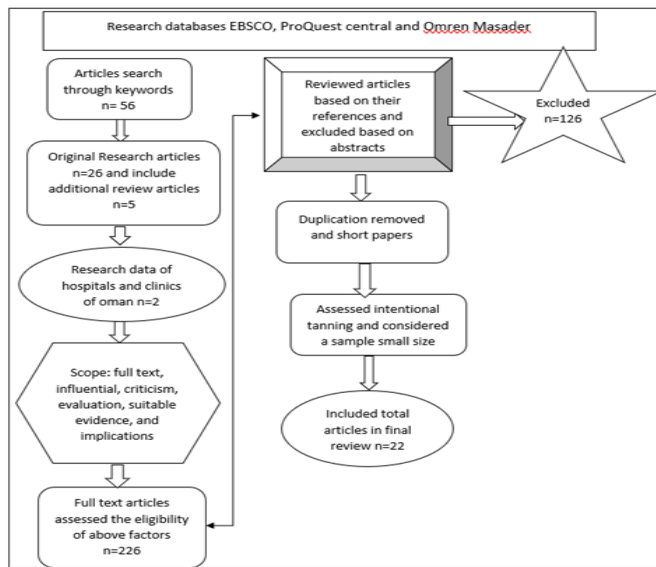 Research databases EBSCO, ProQuest central and Omren Masader
Articles search
through keywords
n= 56
Original Research articles
n=26 and include
additional review articles
n=5
Research data of
hospitals and clinics
of oman n=2
Scope: full text,
influential, criticism,
evaluation, suitable
evidence, and
implications
Full text articles
assessed the eligibility
of above factors
n=226
Reviewed articles
based on their
references and
excluded based on
abstracts
Excluded
n=126
Duplication removed
and short papers
Assessed intentional
tanning and considered
a sample small size
Included total
articles in final
review n=22